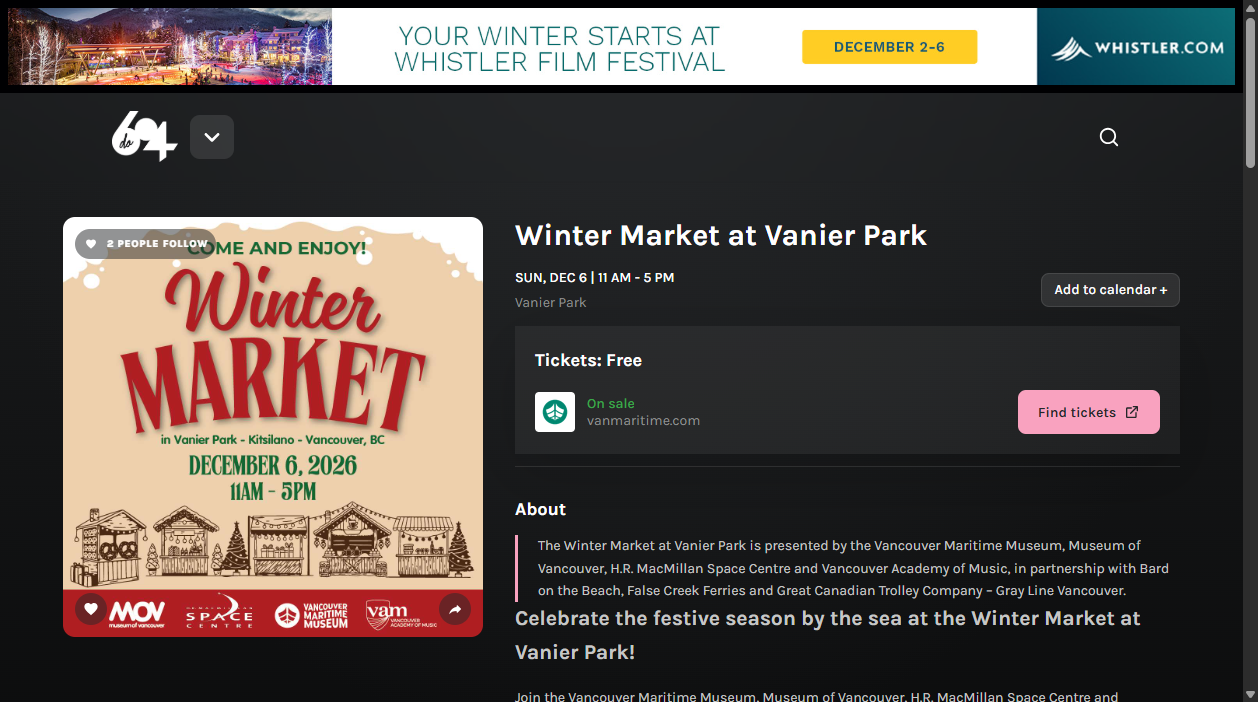 YOUR WINTER STARTS AT
WHISTLER FILM FESTIVAL
DECEMBER 2-6
WHISTLER.COM
do604
2 PEOPLE FOLLOW
COME AND ENJOY!
Winter
MARKET
in Vanier Park - Kitsilano - Vancouver, BC
DECEMBER 6, 2026
11AM - 5PM
MOV
museum of vancouver
H.R. MACMILLAN
SPACE
CENTRE
VANCOUVER
MARITIME
MUSEUM
vam
VANCOUVER
ACADEMY OF MUSIC
Winter Market at Vanier Park
SUN, DEC 6 | 11 AM - 5 PM
Vanier Park
Add to calendar +
Tickets: Free
On sale
vanmaritime.com
Find tickets
About
The Winter Market at Vanier Park is presented by the Vancouver Maritime Museum, Museum of
Vancouver, H.R. MacMillan Space Centre and Vancouver Academy of Music, in partnership with Bard
on the Beach, False Creek Ferries and Great Canadian Trolley Company – Gray Line Vancouver.
Celebrate the festive season by the sea at the Winter Market at
Vanier Park!
Join the Vancouver Maritime Museum, Museum of Vancouver, H.R. MacMillan Space Centre and